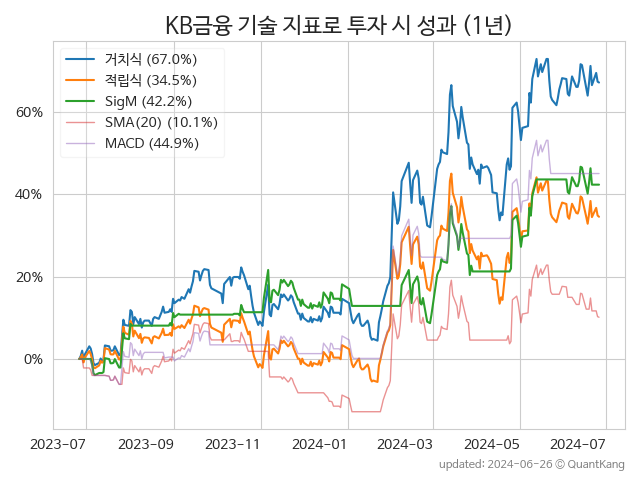 KB금융 기술 지표로 투자 시 성과 (1년)
거치식 (67.0%)
적립식 (34.5%)
SigM (42.2%)
SMA(20) (10.1%)
MACD (44.9%)
60%
40%
20%
0%
2023-07 2023-09 2023-11 2024-01 2024-03 2024-05 2024-07
updated: 2024-06-26 © QuantKang